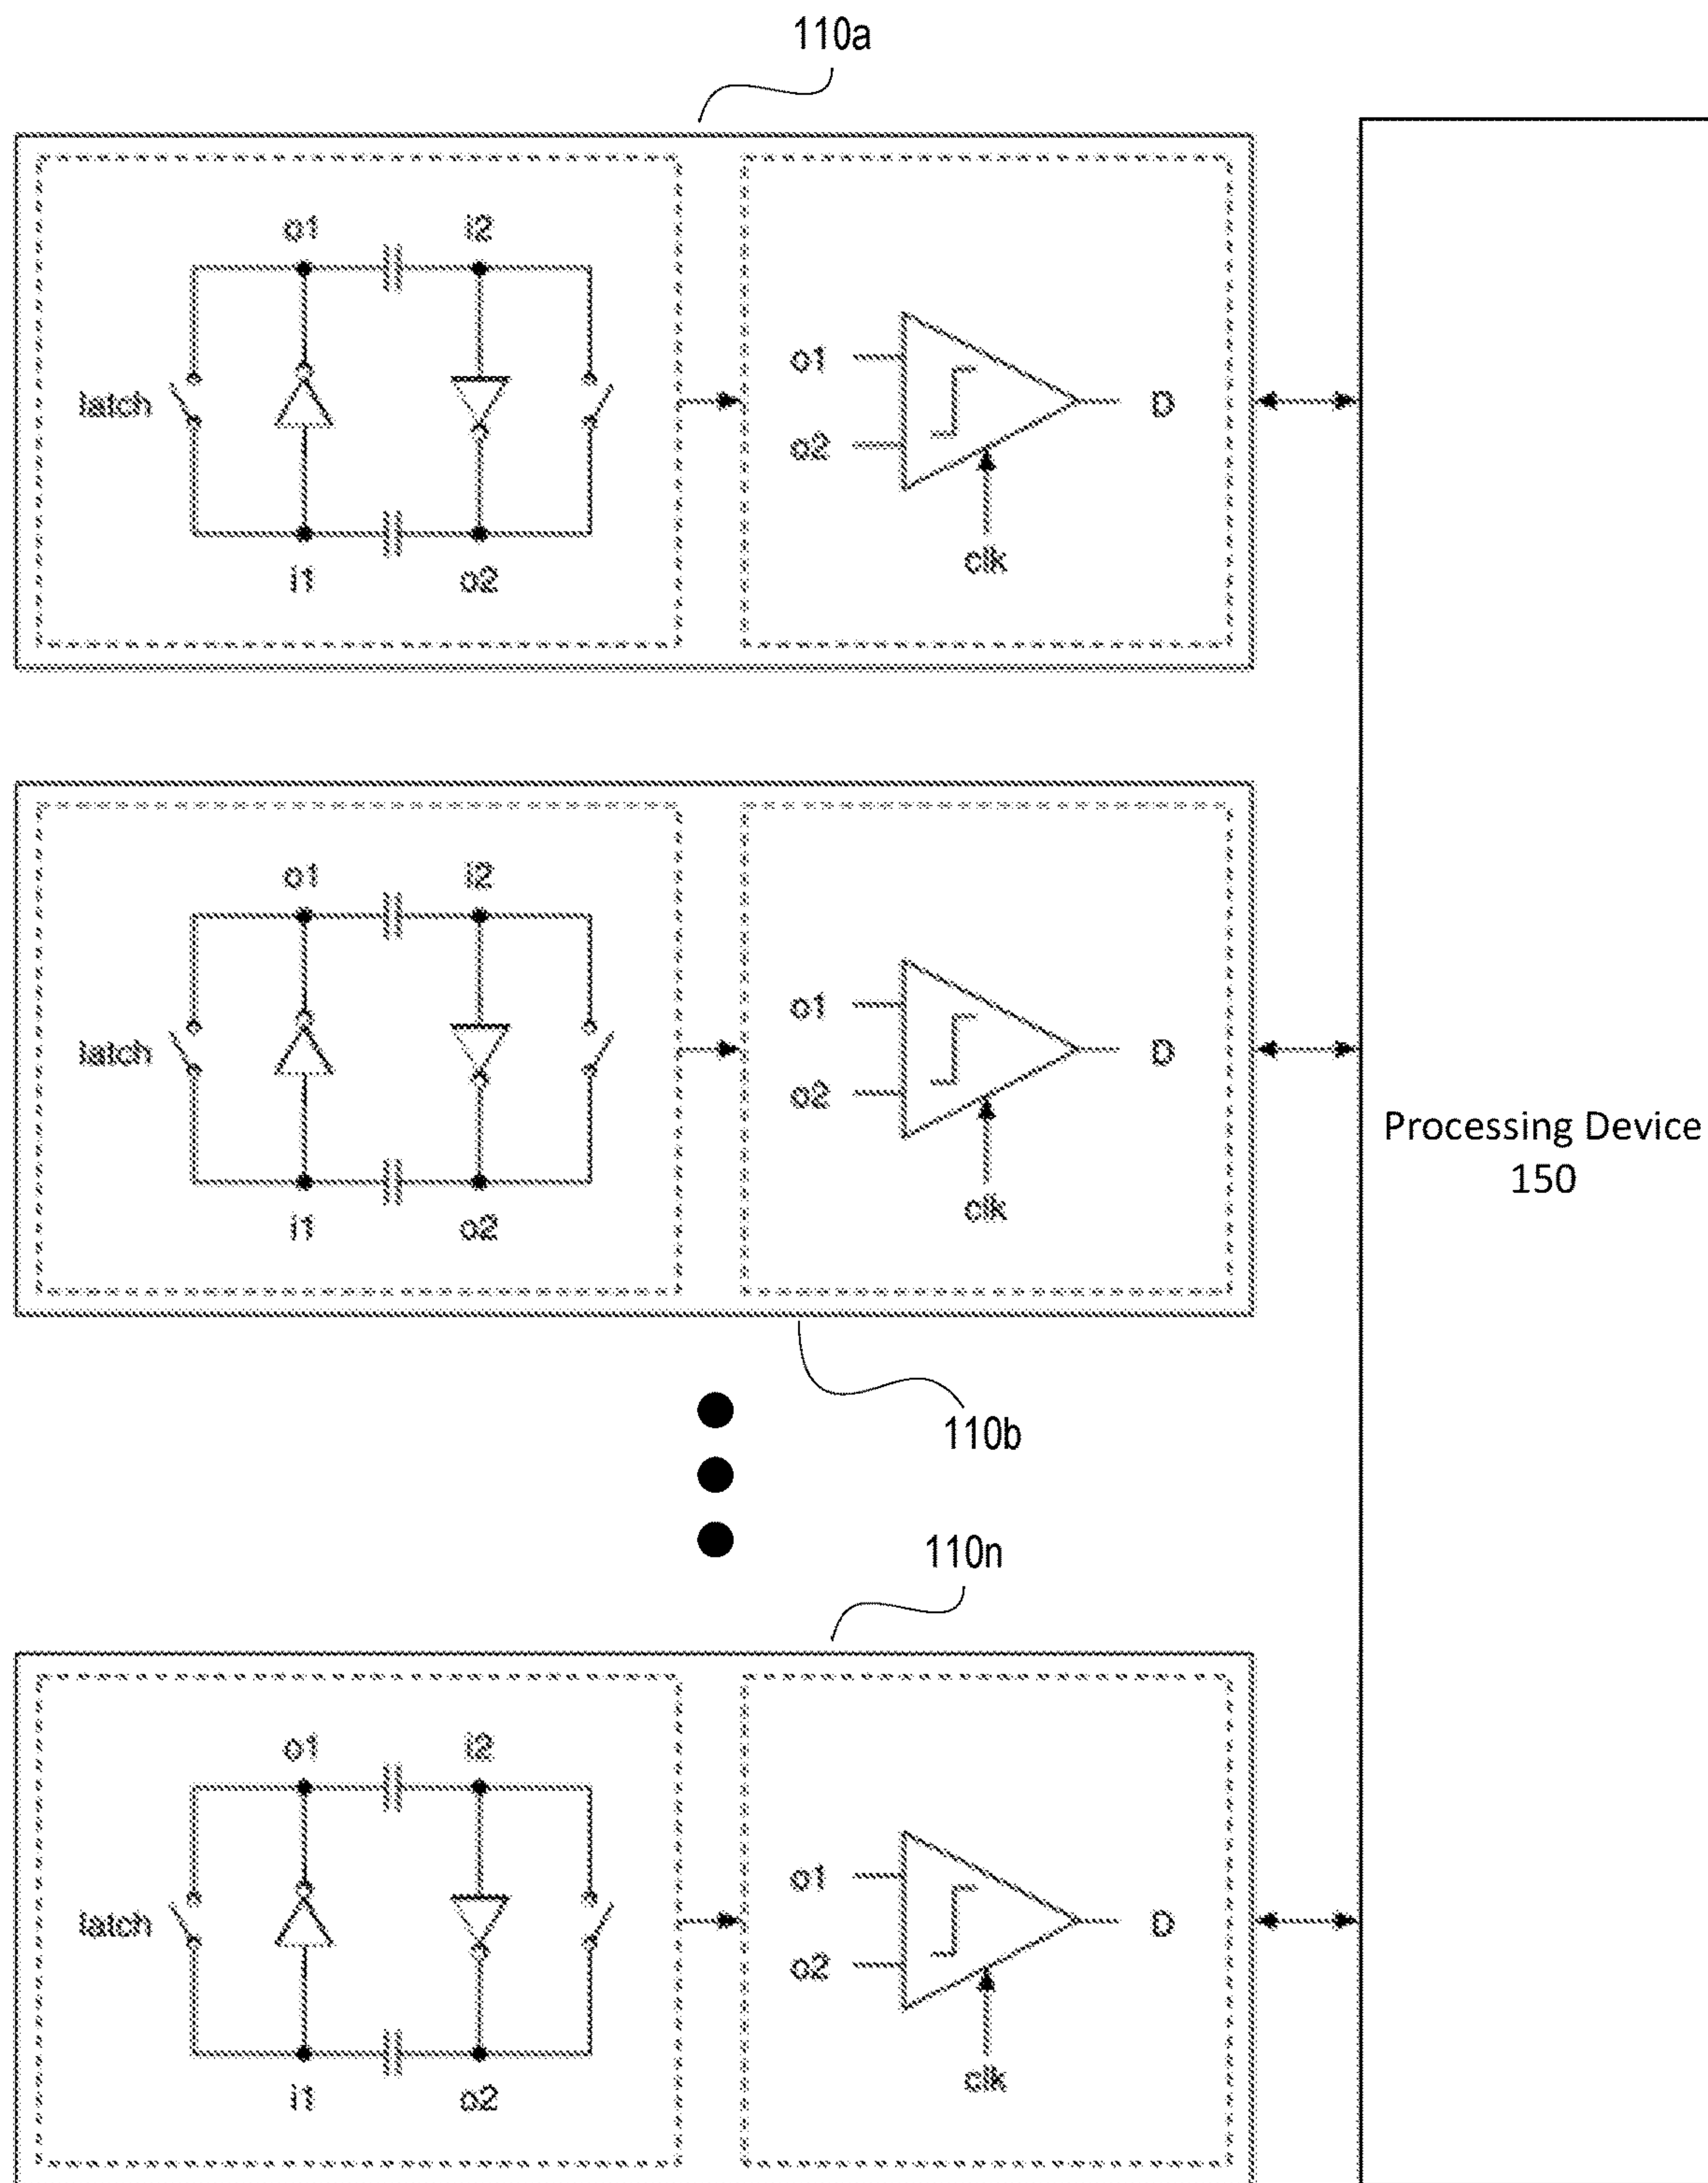 110a
o1 i2
latch
i1 o2
o1
o2
D
clk
o1 i2
latch
i1 o2
o1
o2
D
clk
Processing Device
150
110b
110n
o1 i2
latch
i1 o2
o1
o2
D
clk